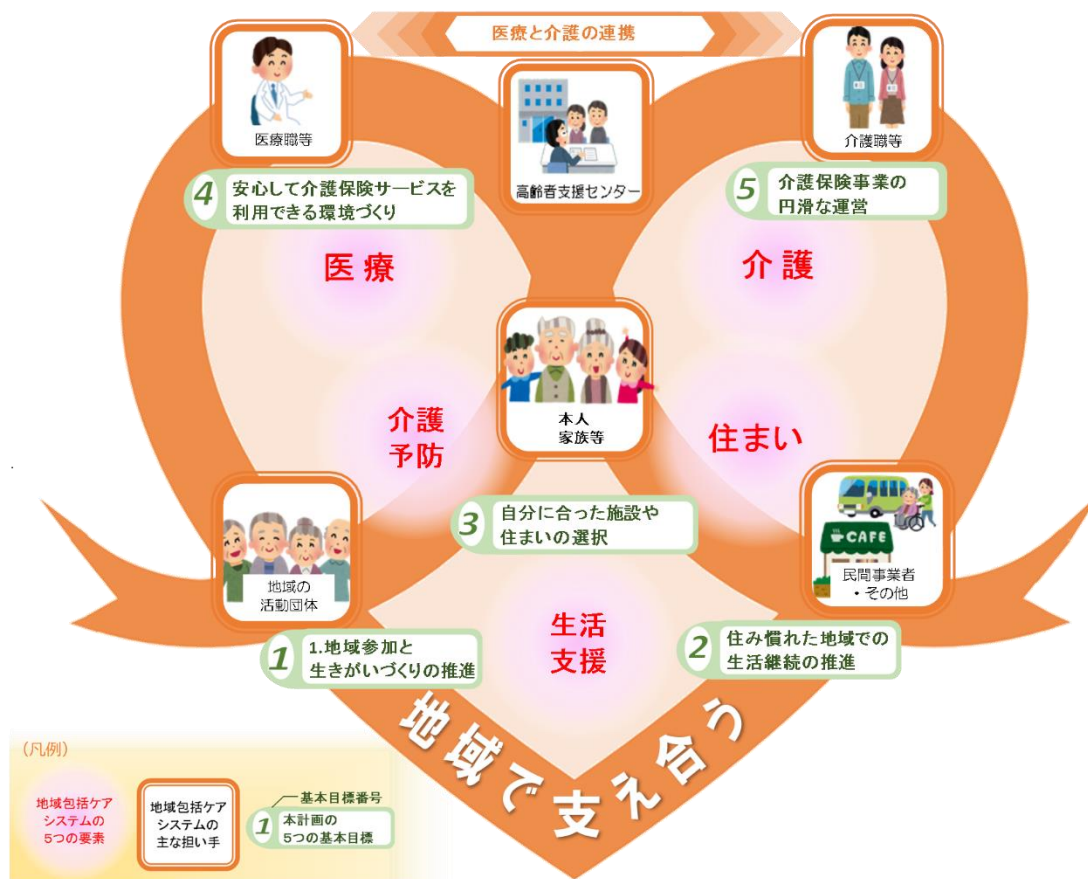 医療と介護の連携
医療職等
高齢者支援センター
介護職等
4 安心して介護保険サービスを
利用できる環境づくり
5 介護保険事業の
円滑な運営
医療
介護
介護
予防
本人
家族等
住まい
3 自分に合った施設や
住まいの選択
地域の
活動団体
CAFE
民間事業者
・その他
生活
支援
1 1.地域参加と
生きがいづくりの推進
2 住み慣れた地域での
生活継続の推進
地域で支え合う
(凡例)
地域包括ケア
システムの
5つの要素
地域包括ケア
システムの
主な担い手
基本目標番号
1 本計画の
5つの基本目標